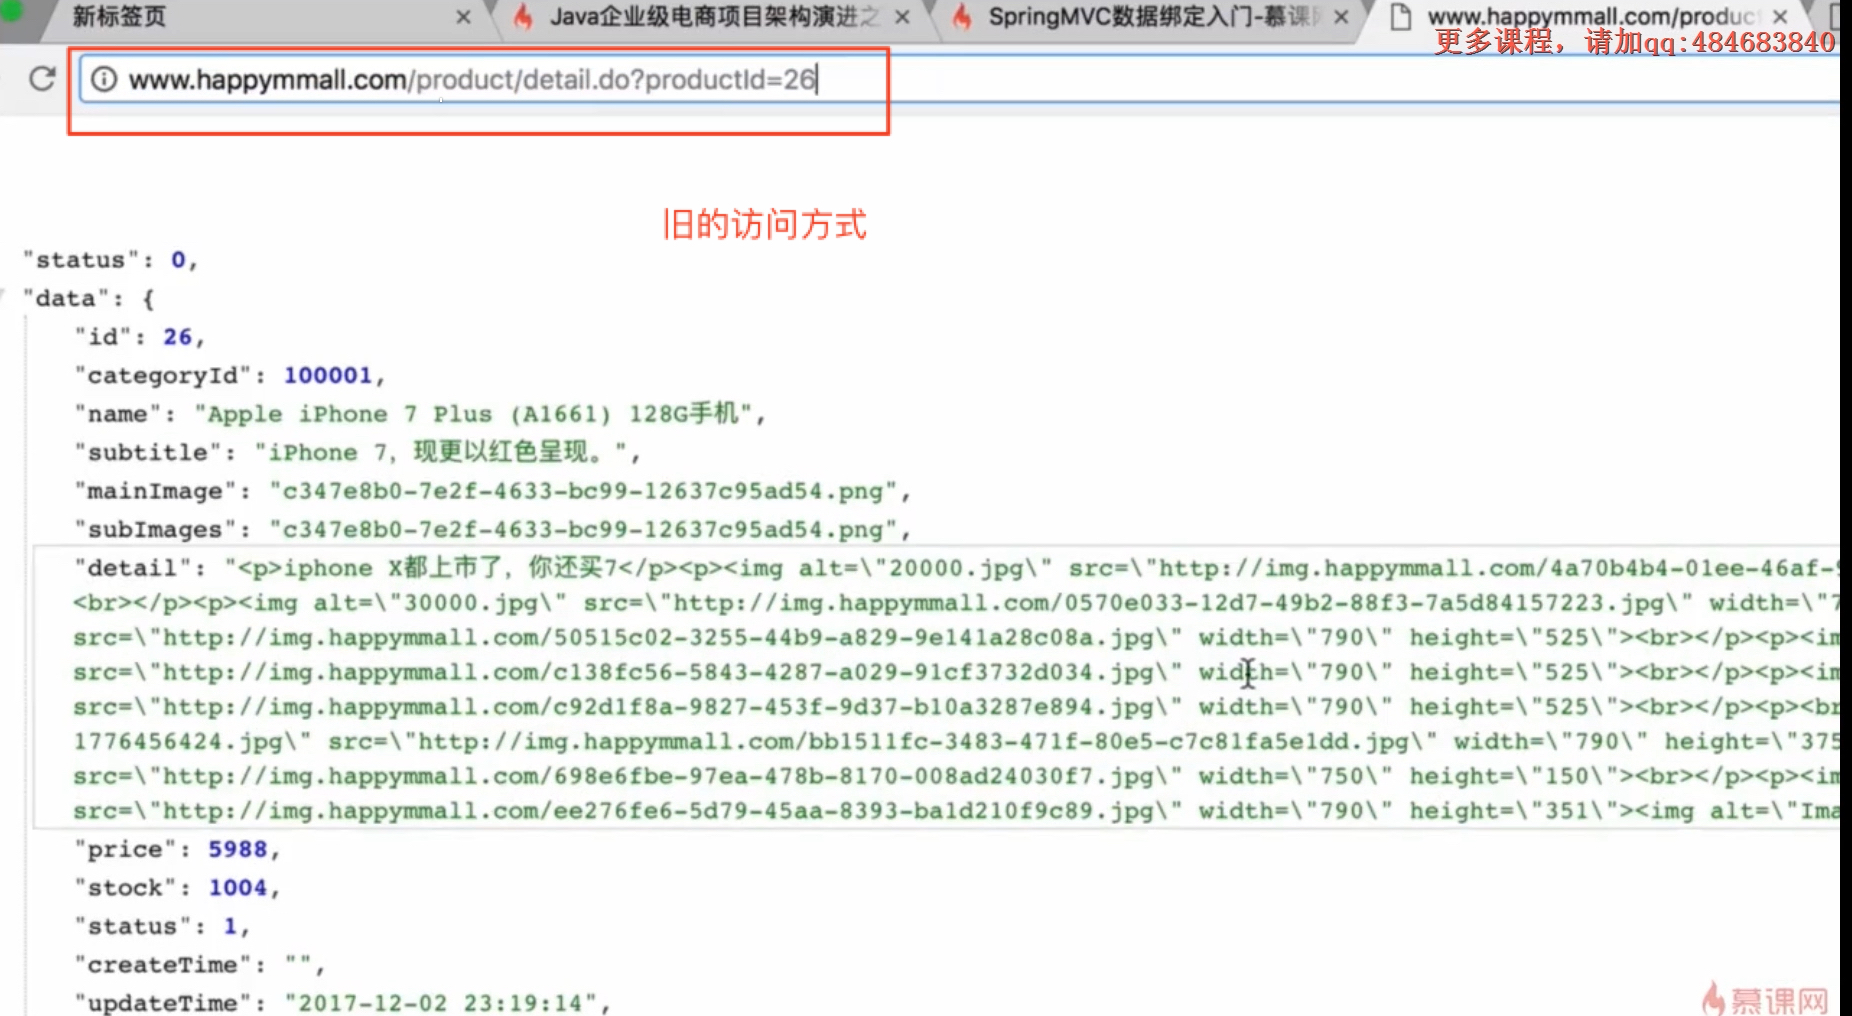 新标签页
Java企业级电商项目架构演进之
SpringMVC数据绑定入门-慕课
www.happymmall.com/produc
更多课程，请加qq:484683840
www.happymmall.com/product/detail.do?productId=26
旧的访问方式
"status": 0,
"data": {
"id": 26,
"categoryId": 100001,
"name": "Apple iPhone 7 Plus (A1661) 128G手机",
"subtitle": "iPhone 7，现更以红色呈现。",
"mainImage": "c347e8b0-7e2f-4633-bc99-12637c95ad54.png",
"subImages": "c347e8b0-7e2f-4633-bc99-12637c95ad54.png",
"detail": "<p>iphone X都上市了，你还买7</p><p><img alt=\"20000.jpg\" src=\"http://img.happymmall.com/4a70b4b4-01ee-46af-9
<br></p><p><img alt=\"30000.jpg\" src=\"http://img.happymmall.com/0570e033-12d7-49b2-88f3-7a5d84157223.jpg\" width=\"7
src=\"http://img.happymmall.com/50515c02-3255-44b9-a829-9e141a28c08a.jpg\" width=\"790\" height=\"525\"><br></p><p><im
src=\"http://img.happymmall.com/c138fc56-5843-4287-a029-91cf3732d034.jpg\" width=\"790\" height=\"525\"><br></p><p><im
src=\"http://img.happymmall.com/c92d1f8a-9827-453f-9d37-b10a3287e894.jpg\" width=\"790\" height=\"525\"><br></p><p><br
1776456424.jpg\" src=\"http://img.happymmall.com/bb1511fc-3483-471f-80e5-c7c81fa5e1dd.jpg\" width=\"790\" height=\"375
src=\"http://img.happymmall.com/698e6fbe-97ea-478b-8170-008ad24030f7.jpg\" width=\"750\" height=\"150\"><br></p><p><im
src=\"http://img.happymmall.com/ee276fe6-5d79-45aa-8393-ba1d210f9c89.jpg\" width=\"790\" height=\"351\"><img alt=\"Ima
"price": 5988,
"stock": 1004,
"status": 1,
"createTime": "",
"updateTime": "2017-12-02 23:19:14",
慕课网